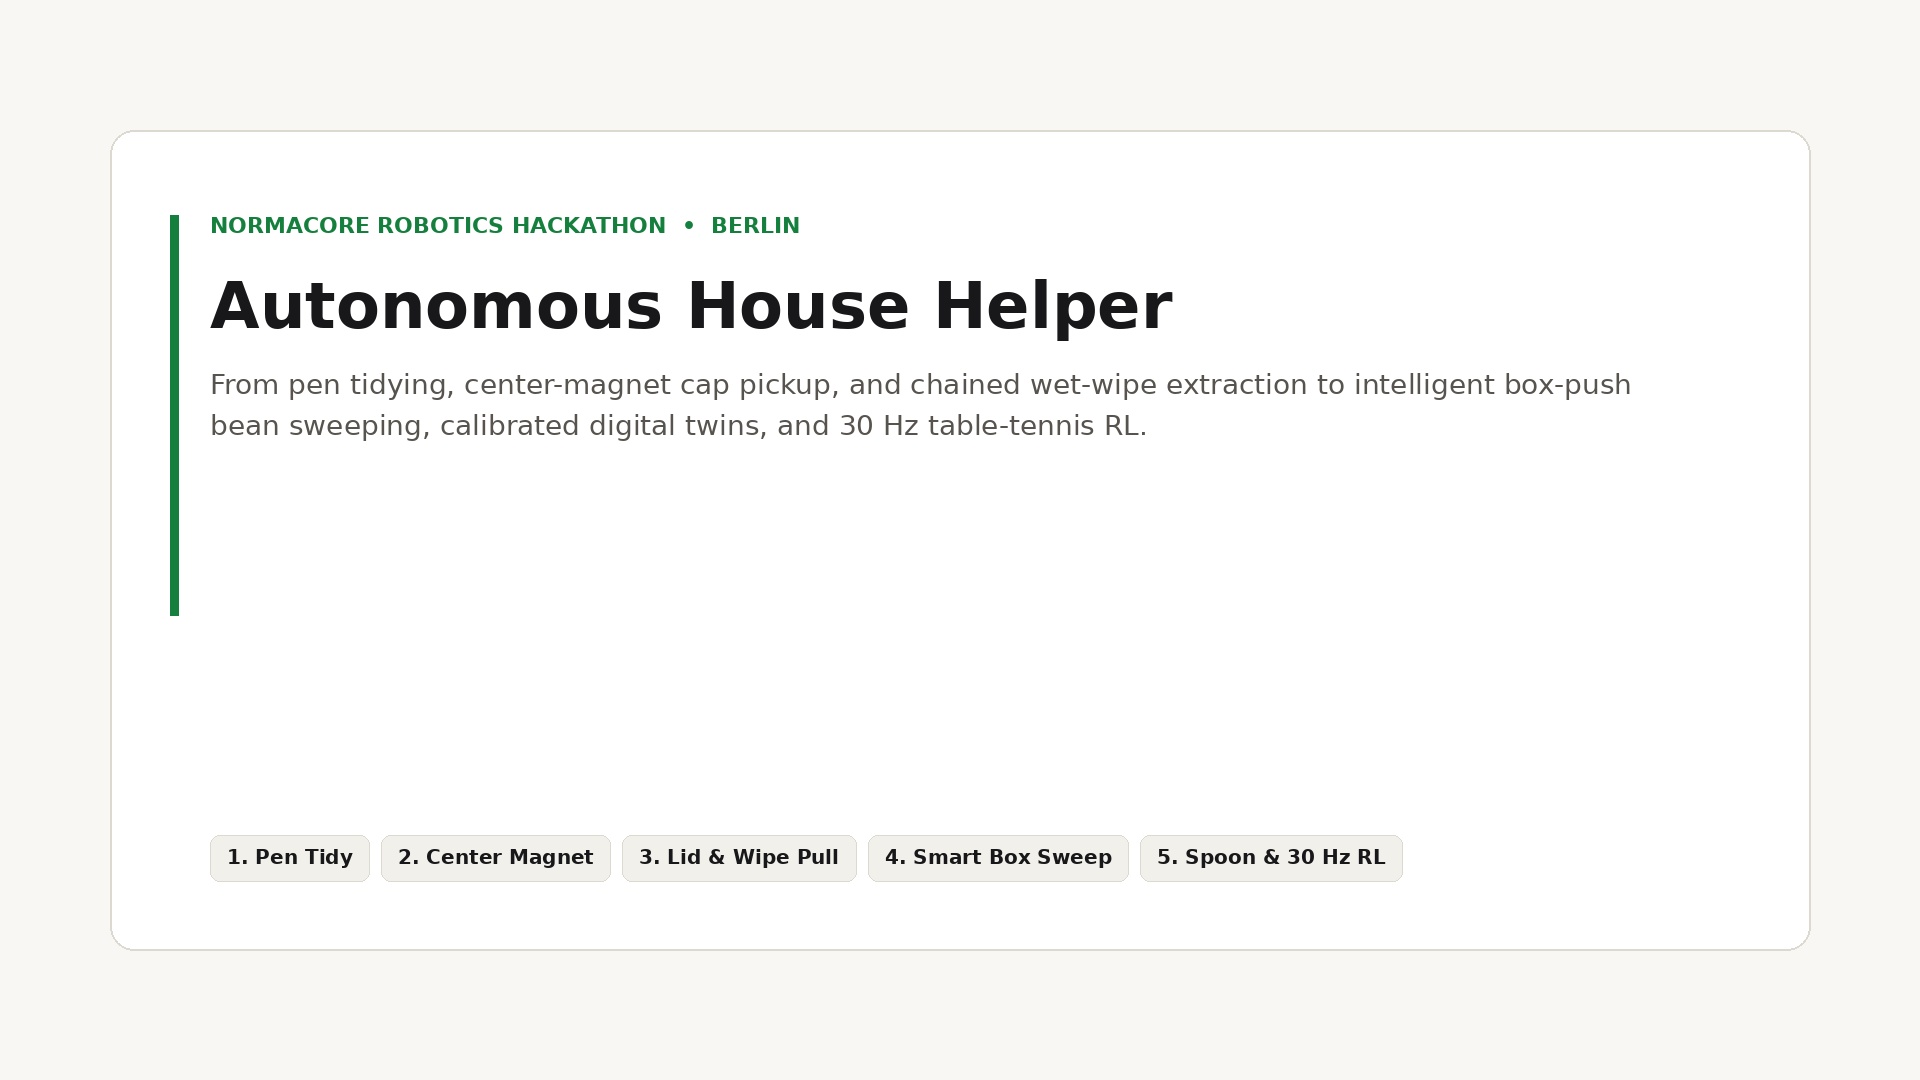 NORMACORE ROBOTICS HACKATHON • BERLIN
Autonomous House Helper
From pen tidying, center-magnet cap pickup, and chained wet-wipe extraction to intelligent box-push
bean sweeping, calibrated digital twins, and 30 Hz table-tennis RL.
1. Pen Tidy
2. Center Magnet
3. Lid & Wipe Pull
4. Smart Box Sweep
5. Spoon & 30 Hz RL